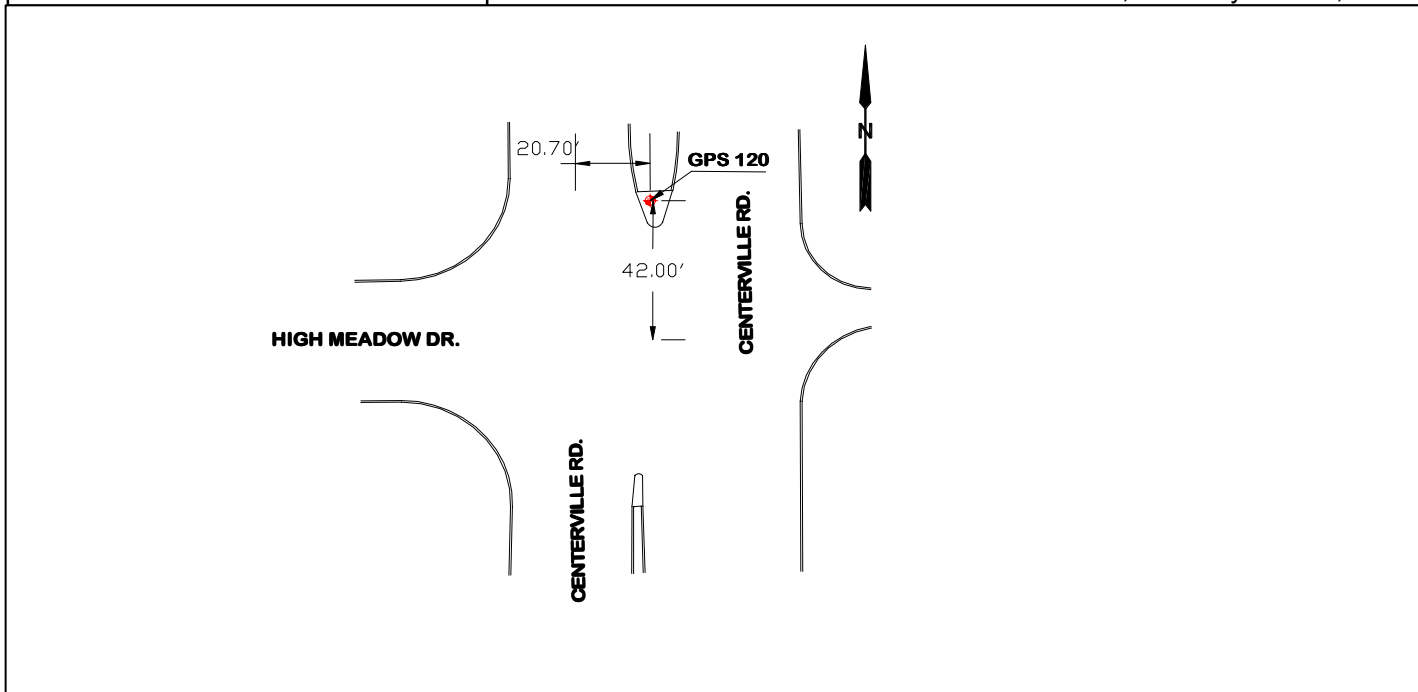 N
20.70'
GPS 120
CENTERVILLE RD.
42.00'
HIGH MEADOW DR.
CENTERVILLE RD.